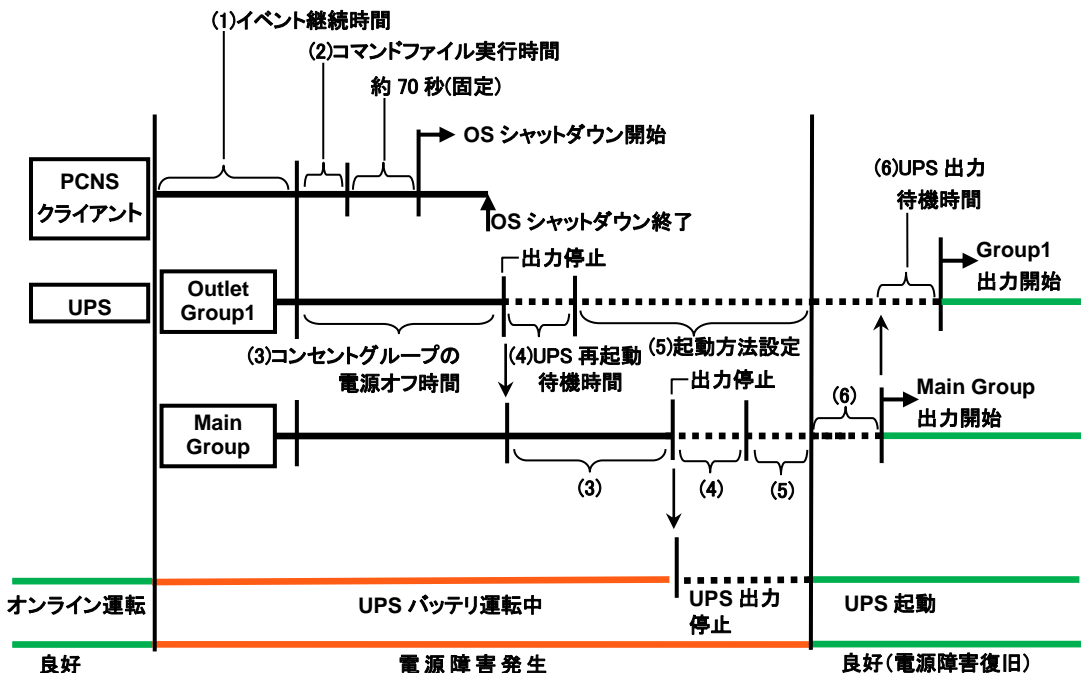 (1)イベント継続時間
(2)コマンドファイル実行時間
約 70 秒(固定)
OS シャットダウン開始
PCNS
クライアント
(6)UPS 出力
待機時間
OS シャットダウン終了
出力停止
Group1
出力開始
UPS
Outlet
Group1
(3)コンセントグループの
電源オフ時間
(4)UPS 再起動
待機時間
(5)起動方法設定
出力停止
Main
Group
(6)
Main Group
出力開始
(3)
(4)
(5)
オンライン運転
UPS バッテリ運転中
UPS 出力
停止
UPS 起動
良好
電 源 障 害 発 生
良好(電源障害復旧)